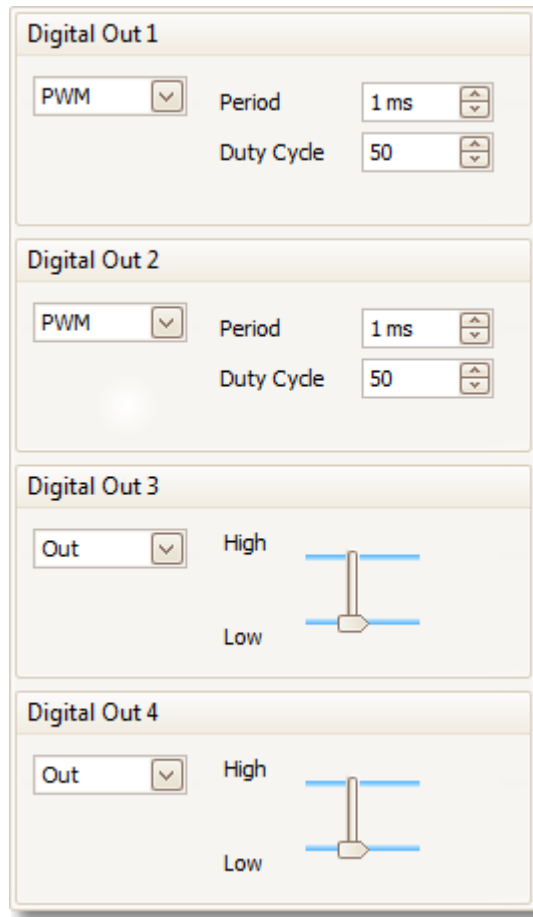 Digital Out 1
PWM Period 1 ms
Duty Cycle 50
Digital Out 2
PWM Period 1 ms
Duty Cycle 50
Digital Out 3
Out High
Low
Digital Out 4
Out High
Low